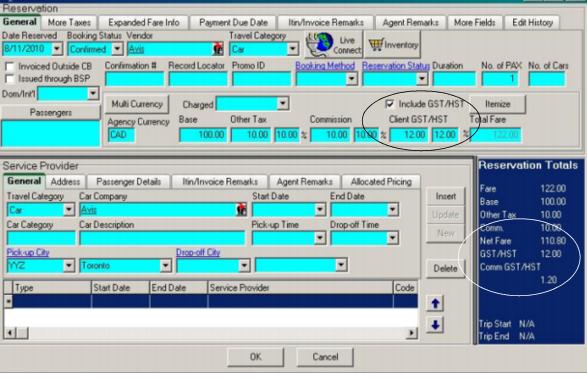 Reservation
General More Taxes Expanded Fare Info Payment Due Date Itin/Invoice Remarks Agent Remarks More Fields Edit History
Date Reserved Booking Status Vendor Travel Category
8/11/2010 Confirmed Avis Car Live Connect Inventory
Invoiced Outside CB Confirmation # Record Locator Promo ID Booking Method Reservation Status Duration No. of PAX No. of Cars
Issued through BSP 1
Dom/Int'l
Passengers Multi Currency Charged Include GST/HST Itemize
Agency Currency Base Other Tax Commission Client GST/HST Total Fare
CAD 100.00 10.00 10.00 % 10.00 10.00 % 12.00 12.00 % 122.00
Service Provider
General Address Passenger Details Itin/Invoice Remarks Agent Remarks Allocated Pricing
Travel Category Car Company Start Date End Date Insert
Car Avis Update
Car Category Car Description Pick-up Time Drop-off Time New
Pick-up City Drop-off City
YYZ Toronto Delete
Type Start Date End Date Service Provider Code
Reservation Totals
Fare 122.00
Base 100.00
Other Tax 10.00
Comm. 10.00
Net Fare 110.80
GST/HST 12.00
Comm GST/HST
1.20
Trip Start N/A
Trip End N/A
OK Cancel